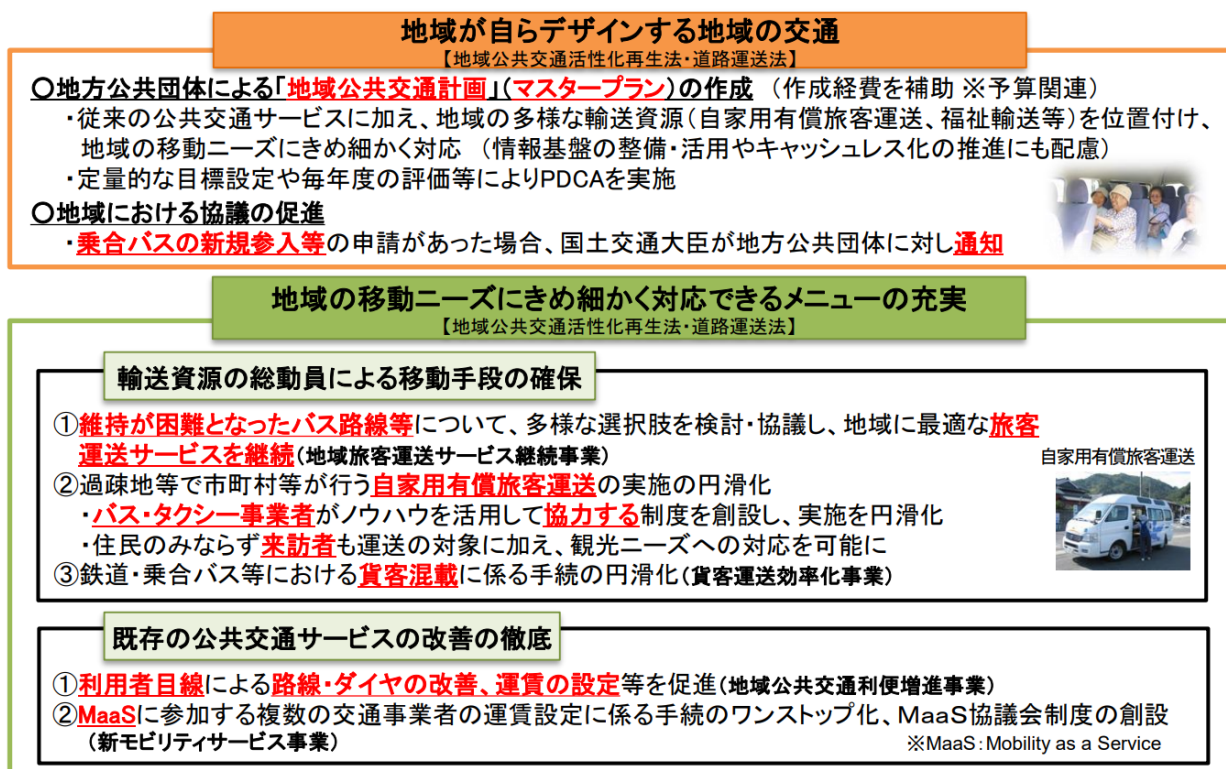 地域が自らデザインする地域の交通
【地域公共交通活性化再生法・道路運送法】
○地方公共団体による「地域公共交通計画」(マスタープラン)の作成 (作成経費を補助 ※予算関連)
・従来の公共交通サービスに加え、地域の多様な輸送資源(自家用有償旅客運送、福祉輸送等)を位置付け、
地域の移動ニーズにきめ細かく対応 (情報基盤の整備・活用やキャッシュレス化の推進にも配慮)
・定量的な目標設定や毎年度の評価等によりPDCAを実施
○地域における協議の促進
・乗合バスの新規参入等の申請があった場合、国土交通大臣が地方公共団体に対し通知
地域の移動ニーズにきめ細かく対応できるメニューの充実
【地域公共交通活性化再生法・道路運送法】
輸送資源の総動員による移動手段の確保
①維持が困難となったバス路線等について、多様な選択肢を検討・協議し、地域に最適な旅客
運送サービスを継続(地域旅客運送サービス継続事業)
②過疎地等で市町村等が行う自家用有償旅客運送の実施の円滑化
・バス・タクシー事業者がノウハウを活用して協力する制度を創設し、実施を円滑化
・住民のみならず来訪者も運送の対象に加え、観光ニーズへの対応を可能に
③鉄道・乗合バス等における貨客混載に係る手続の円滑化(貨客運送効率化事業)
自家用有償旅客運送
既存の公共交通サービスの改善の徹底
①利用者目線による路線・ダイヤの改善、運賃の設定等を促進(地域公共交通利便増進事業)
②MaaSに参加する複数の交通事業者の運賃設定に係る手続のワンストップ化、MaaS協議会制度の創設
(新モビリティサービス事業)
※MaaS:Mobility as a Service